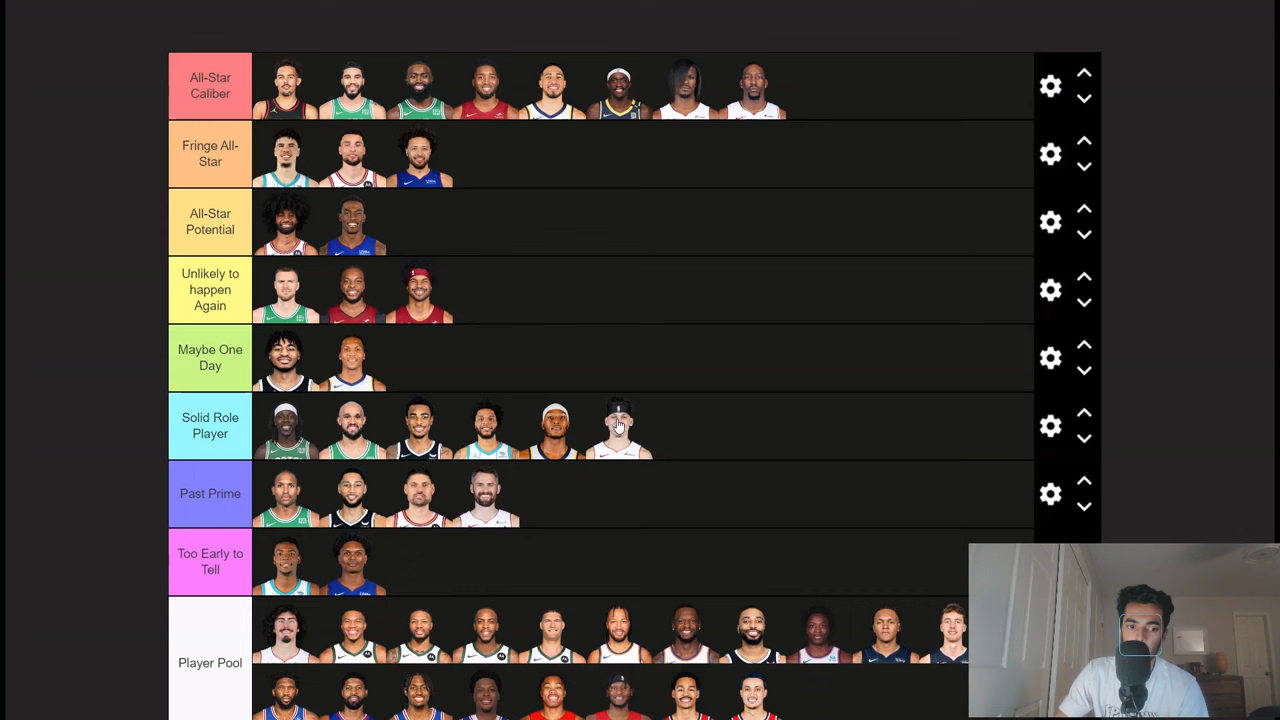 All-Star
Caliber
Fringe All-
Star
All-Star
Potential
Unlikely to
happen
Again
Maybe One
Day
Solid Role
Player
Past Prime
Too Early to
Tell
Player Pool